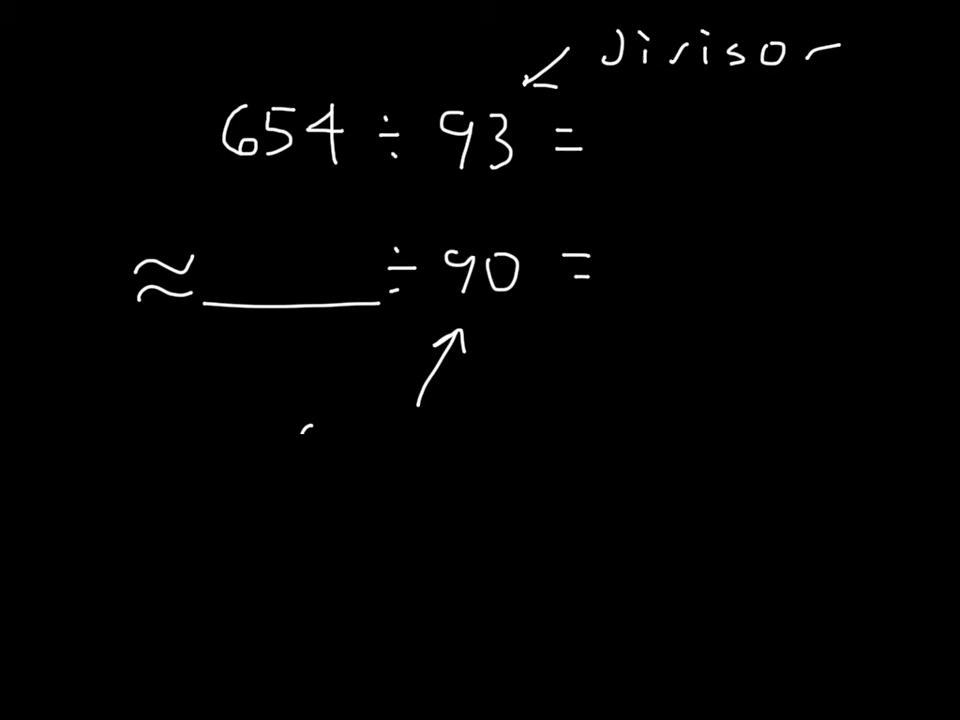 divisor
654 ÷ 93 =
≈ ____ ÷ 90 =